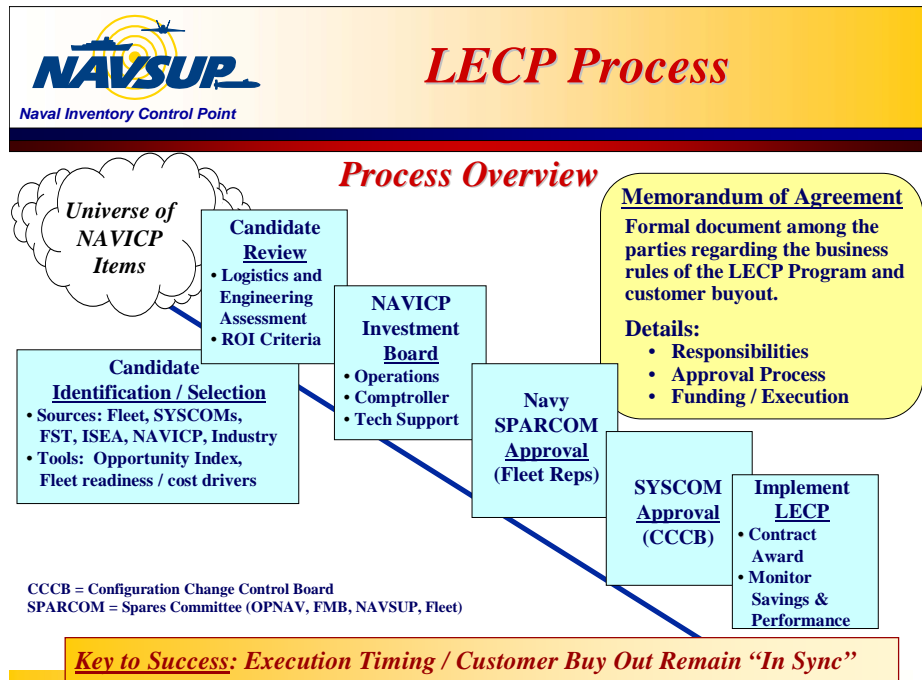 NAVSUP
Naval Inventory Control Point
LECP Process
Process Overview
Universe of
NAVICP
Items
Candidate
Identification / Selection
• Sources: Fleet, SYSCOMs,
FST, ISEA, NAVICP, Industry
• Tools: Opportunity Index,
Fleet readiness / cost drivers
Candidate
Review
• Logistics and
Engineering
Assessment
• ROI Criteria
NAVICP
Investment
Board
• Operations
• Comptroller
• Tech Support
Navy
SPARCOM
Approval
(Fleet Reps)
SYSCOM
Approval
(CCCB)
Implement
LECP
• Contract
Award
• Monitor
Savings &
Performance
Memorandum of Agreement
Formal document among the
parties regarding the business
rules of the LECP Program and
customer buyout.
Details:
• Responsibilities
• Approval Process
• Funding / Execution
CCCB = Configuration Change Control Board
SPARCOM = Spares Committee (OPNAV, FMB, NAVSUP, Fleet)
Key to Success: Execution Timing / Customer Buy Out Remain “In Sync”